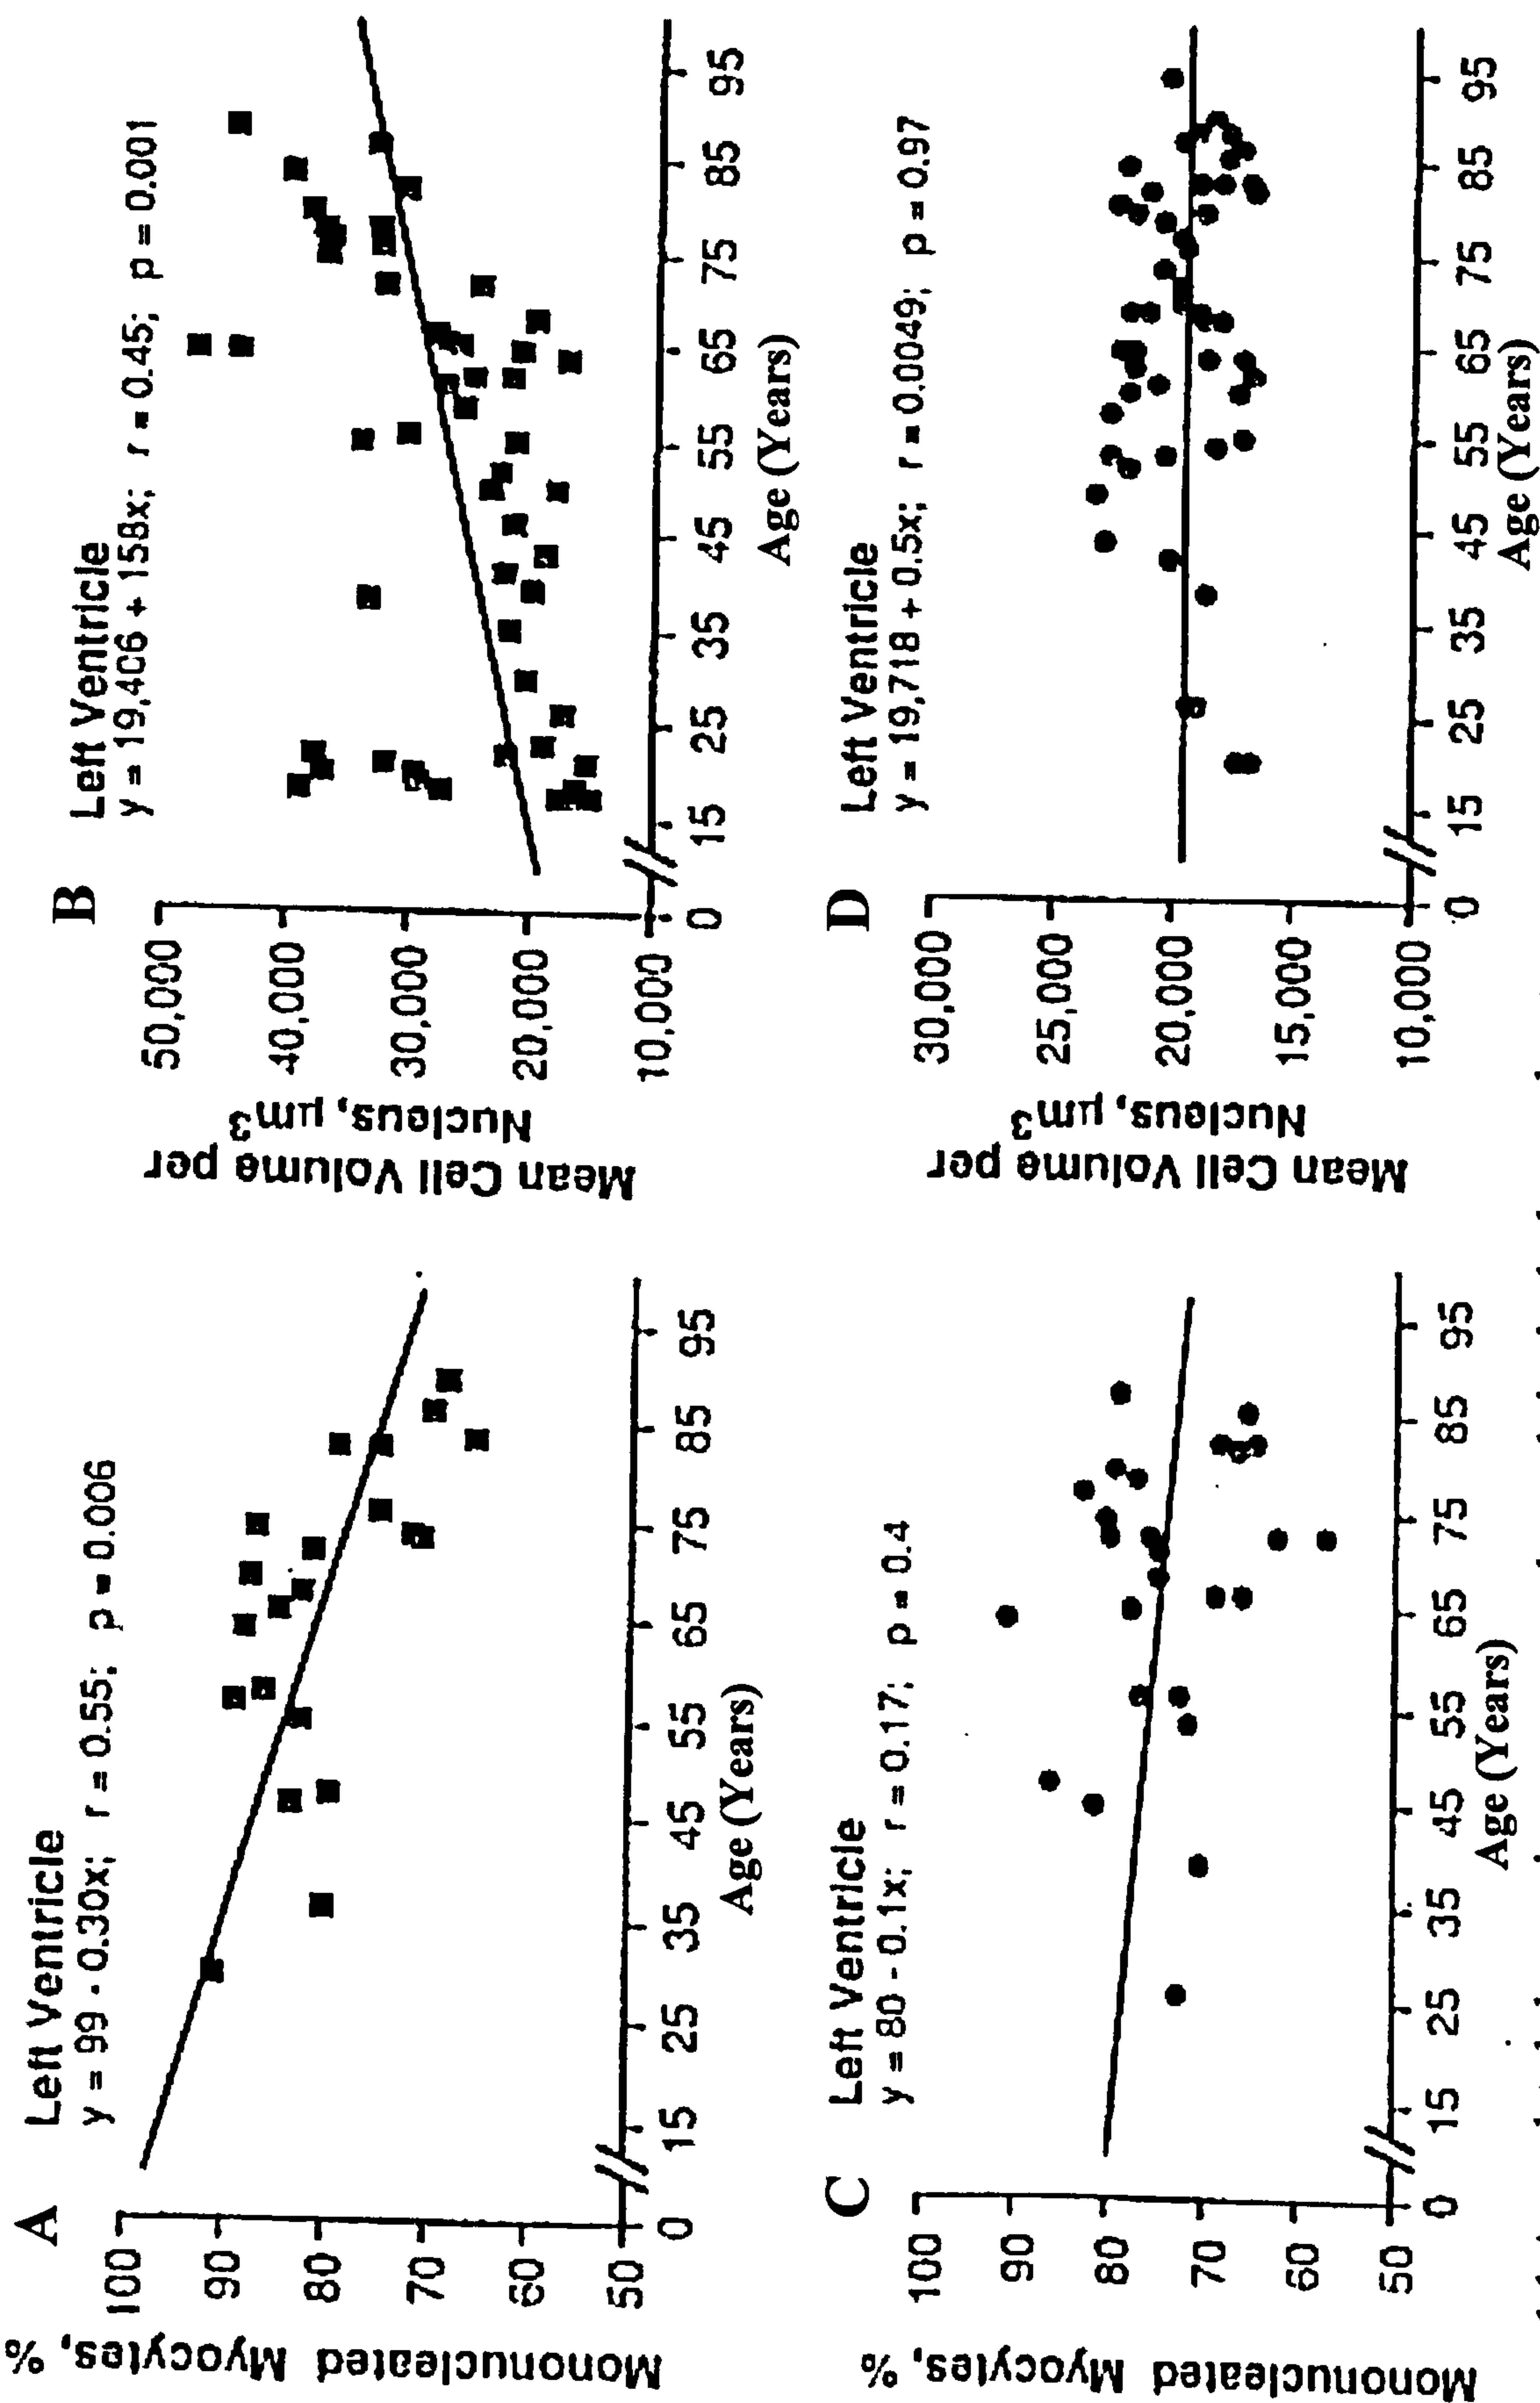 A
Left Ventricle
y = 99 - 0.30x; r = 0.55; p = 0.006
Mononucleated Myocytes, %
100
90
80
70
60
50
0 15 25 35 45 55 65 75 85 95
Age (Years)
B
Left Ventricle
y = 19,406 + 158x; r = 0.45; p = 0.001
Mean Cell Volume per
Nucleus, μm3
50,000
40,000
30,000
20,000
10,000
0 15 25 35 45 55 65 75 85 95
Age (Years)
C
Left Ventricle
y = 80 - 0.1x; r = 0.17; p = 0.4
Mononucleated Myocytes, %
100
90
80
70
60
50
0 15 25 35 45 55 65 75 85 95
Age (Years)
D
Left Ventricle
y = 19,718 + 0.5x; r = 0.0049; p = 0.97
Mean Cell Volume per
Nucleus, μm3
30,000
25,000
20,000
15,000
10,000
0 15 25 35 45 55 65 75 85 95
Age (Years)